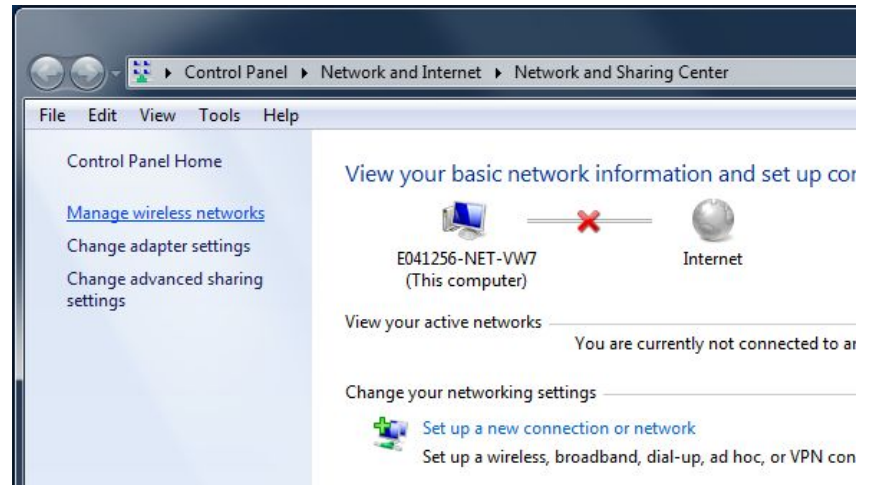 Control Panel Network and Internet Network and Sharing Center
File Edit View Tools Help
Control Panel Home
Manage wireless networks
Change adapter settings
Change advanced sharing
settings
View your basic network information and set up
E041256-NET-VW7
(This computer)
Internet
View your active networks
You are currently not connected to
Change your networking settings
Set up a new connection or network
Set up a wireless, broadband, dial-up, ad hoc, or VPN